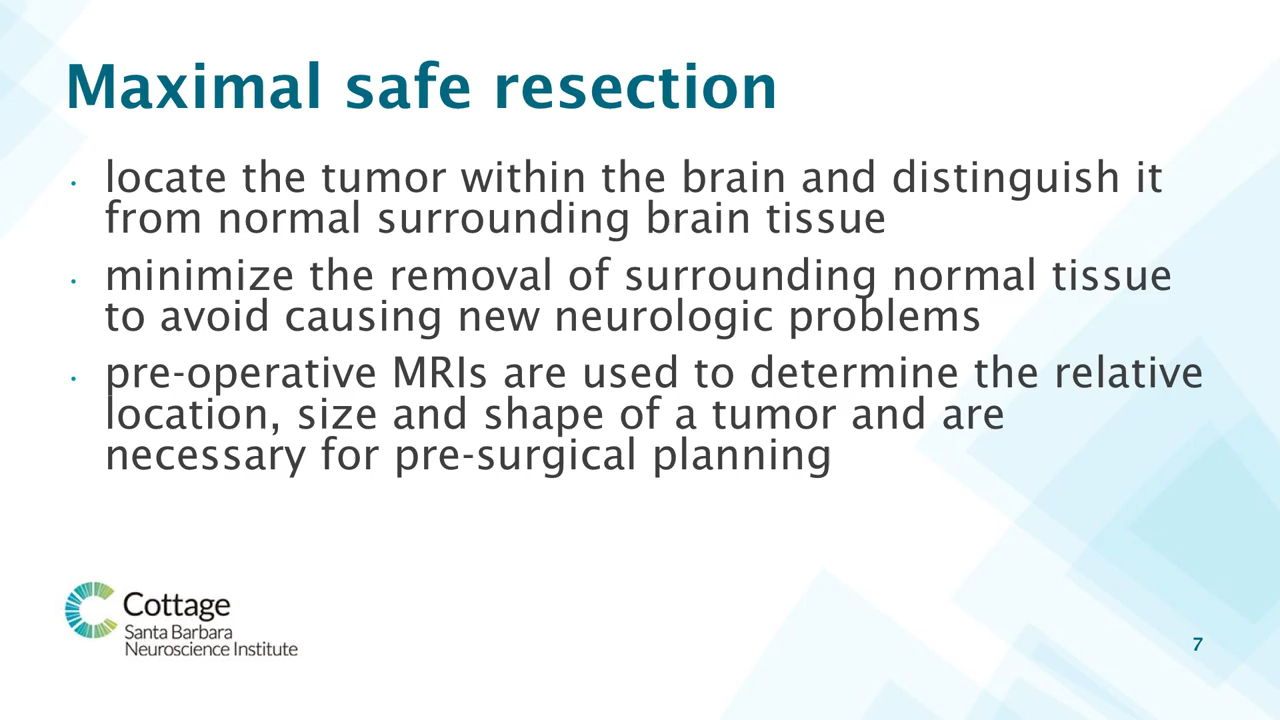 Maximal safe resection
· locate the tumor within the brain and distinguish it
from normal surrounding brain tissue
· minimize the removal of surrounding normal tissue
to avoid causing new neurologic problems
· pre-operative MRIs are used to determine the relative
location, size and shape of a tumor and are
necessary for pre-surgical planning
Cottage
Santa Barbara
Neuroscience Institute
7